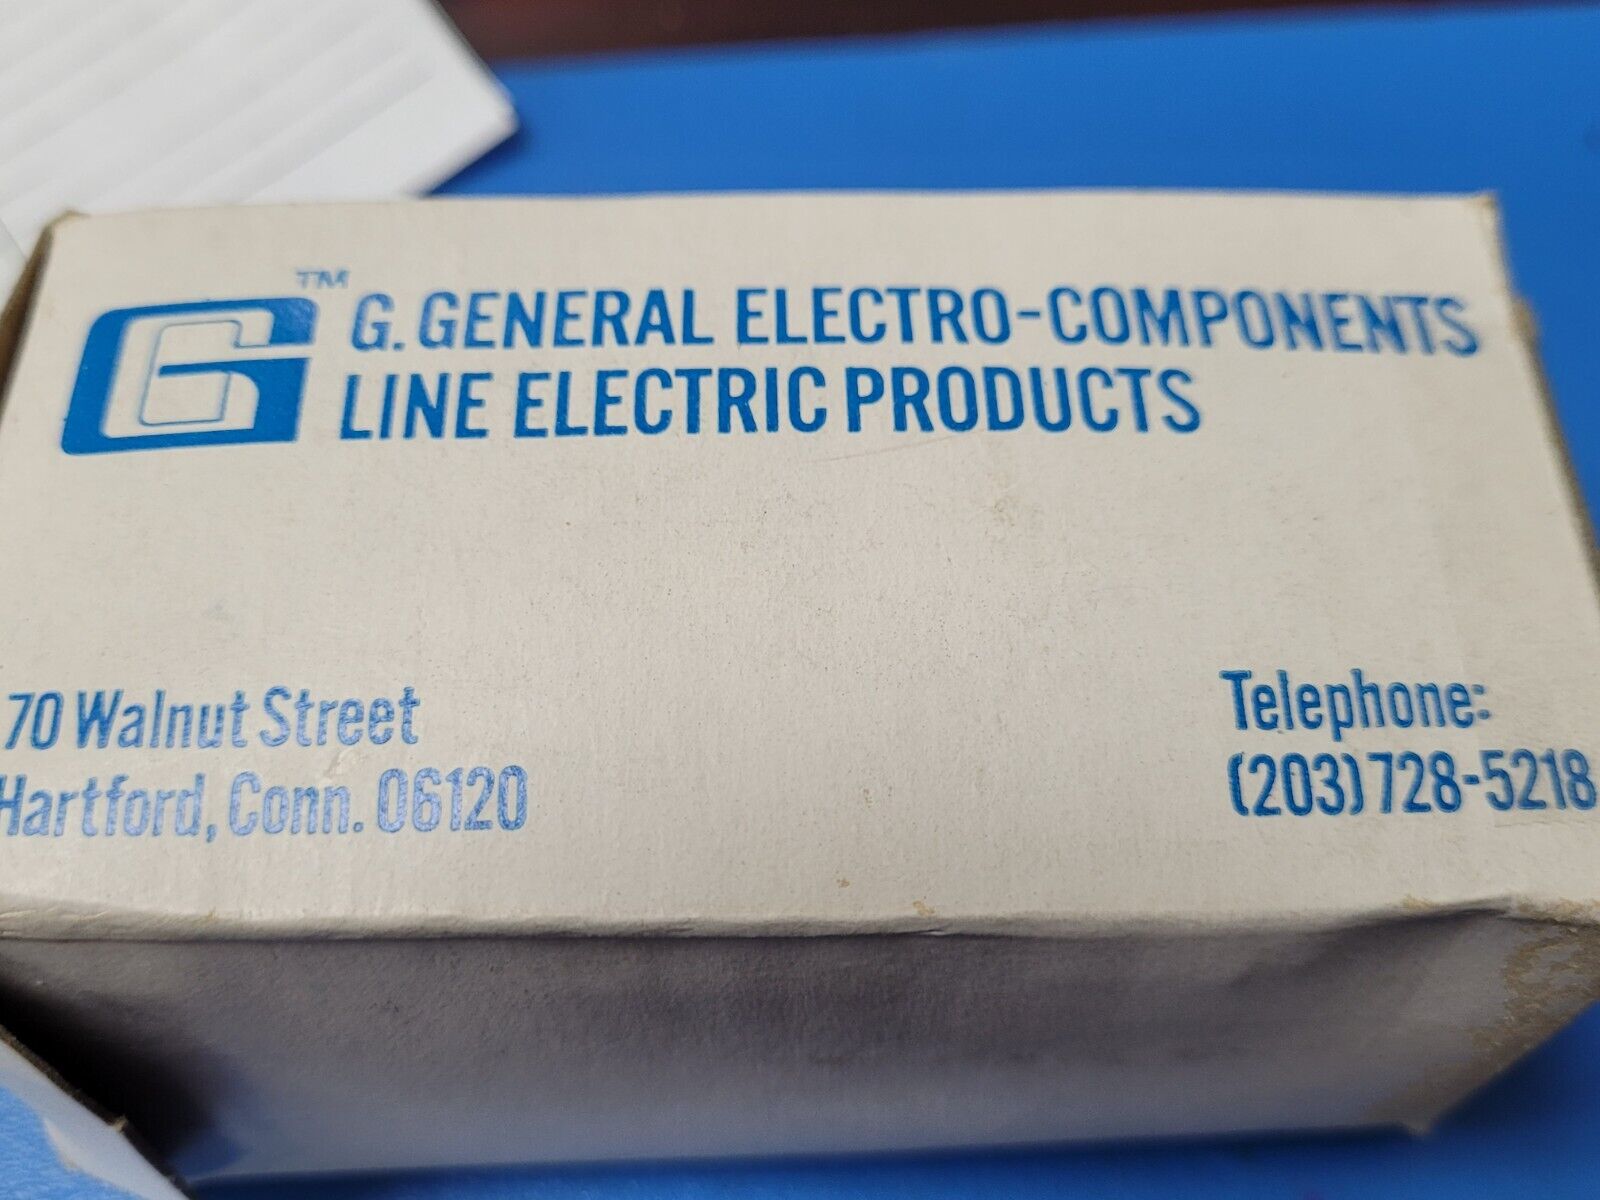 G ™
G. GENERAL ELECTRO-COMPONENTS
LINE ELECTRIC PRODUCTS
70 Walnut Street
Hartford, Conn. 06120
Telephone:
(203) 728-5218